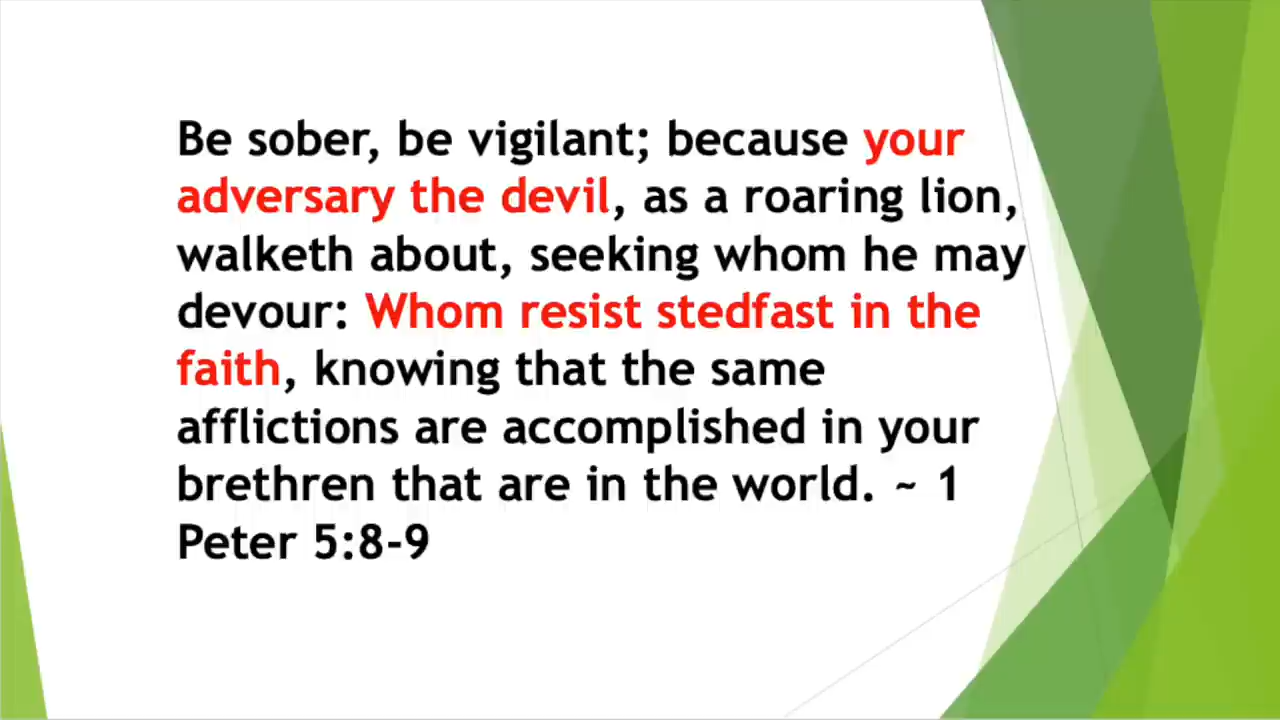 Be sober, be vigilant; because your
adversary the devil, as a roaring lion,
walketh about, seeking whom he may
devour: Whom resist stedfast in the
faith, knowing that the same
afflictions are accomplished in your
brethren that are in the world. ~ 1
Peter 5:8-9